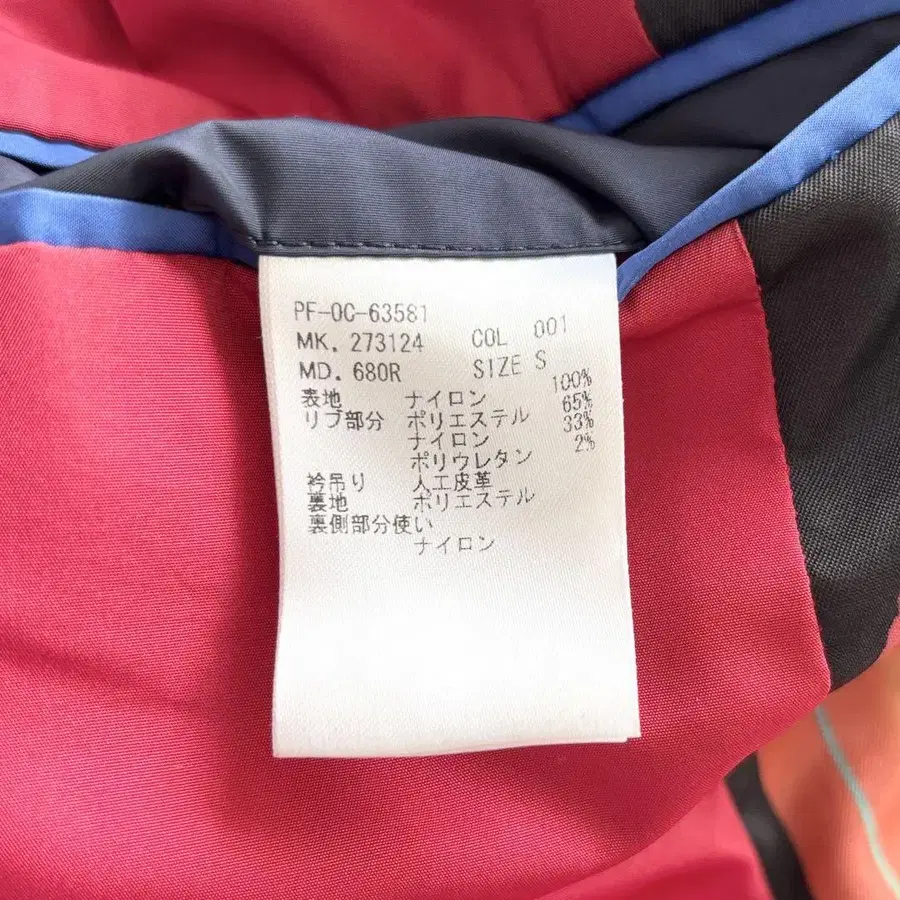 PF-OC-63581
MK. 273124 COL 001
MD. 680R SIZE S
表地 ナイロン 100%
リブ部分 ポリエステル 65%
ナイロン 33%
ポリウレタン 2%
衿吊り 人工皮革
裏地 ポリエステル
裏側部分使い
ナイロン